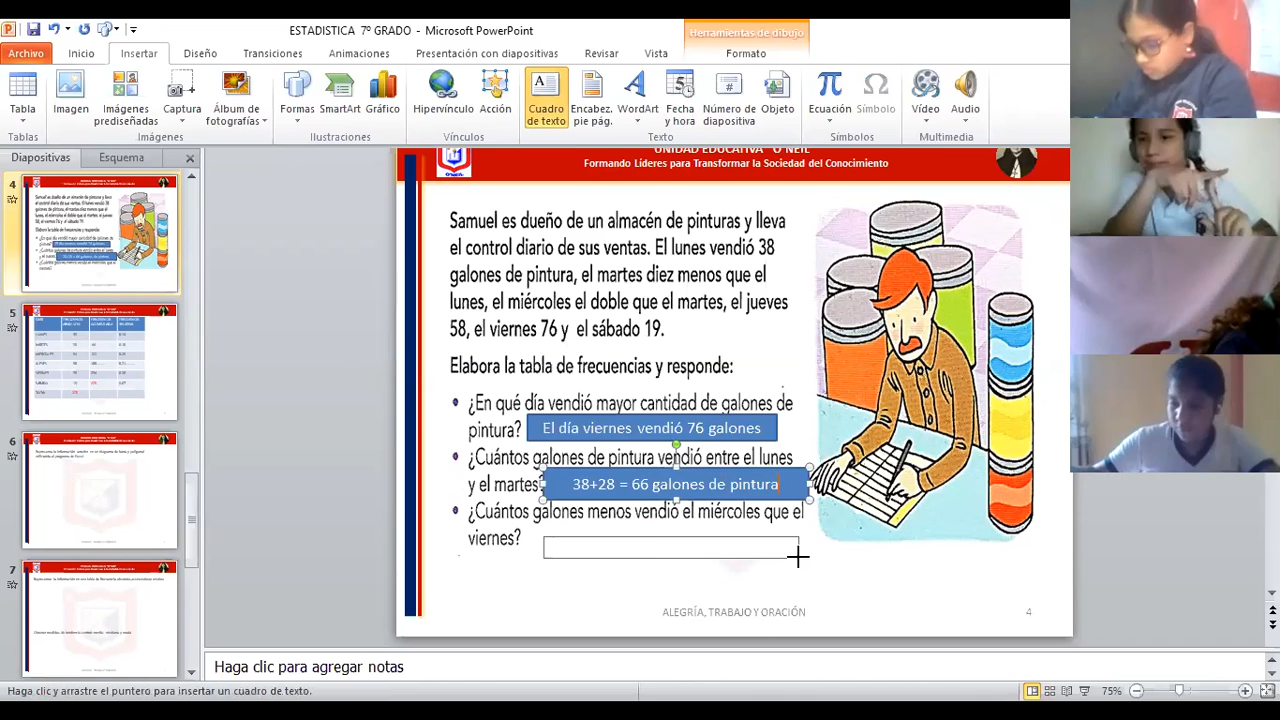 ESTADISTICA 7º GRADO - Microsoft PowerPoint
Herramientas de dibujo
Archivo
Inicio
Insertar
Diseño
Transiciones
Animaciones
Presentación con diapositivas
Revisar
Vista
Formato
Tabla
Imagen
Imágenes prediseñadas
Captura
Álbum de fotografías
Formas
SmartArt
Gráfico
Hipervínculo
Acción
Cuadro de texto
Encabez. pie pág.
WordArt
Fecha y hora
Número de diapositiva
Objeto
Ecuación
Símbolo
Vídeo
Audio
Tablas
Imágenes
Ilustraciones
Vínculos
Texto
Símbolos
Multimedia
Diapositivas
Esquema
4
5
6
7
UNIDAD EDUCATIVA "O'NEIL"
Formando Líderes para Transformar la Sociedad del Conocimiento
Samuel es dueño de un almacén de pinturas y
el control diario de sus ventas. El lunes vendió 38
galones de pintura, el martes diez menos que el
lunes, el miércoles el doble que el martes, el jueves
58, el viernes 76 y el sábado 19.
Elabora la tabla de frecuencias y responde:
• ¿En qué día vendió mayor cantidad de galones de
pintura? El día viernes vendió 76 galones
• ¿Cuántos galones de pintura vendió entre el lunes
y el martes 38+28 = 66 galones de pintura
• ¿Cuántos galones menos vendió el miércoles que el
viernes?
ALEGRÍA, TRABAJO Y ORACIÓN
4
Haga clic para agregar notas
Haga clic y arrastre el puntero para insertar un cuadro de texto.
75%